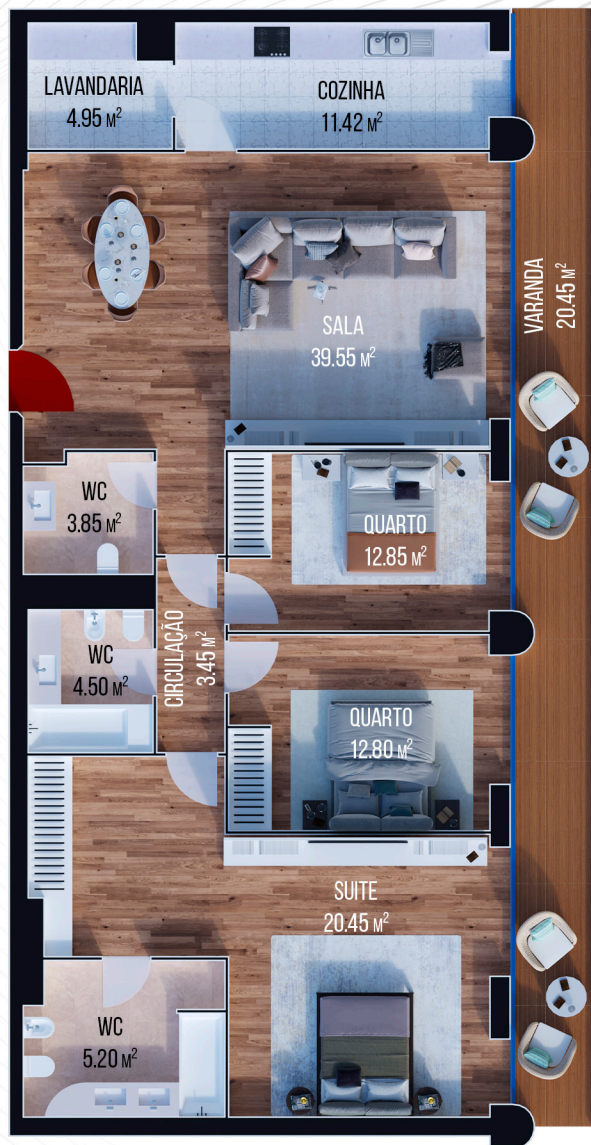 LAVANDARIA
4.95 M²
COZINHA
11.42 M²
VARANDA
20.45 M²
SALA
39.55 M²
WC
3.85 M²
QUARTO
12.85 M²
CIRCULAÇÃO
3.45 M²
WC
4.50 M²
QUARTO
12.80 M²
SUITE
20.45 M²
WC
5.20 M²